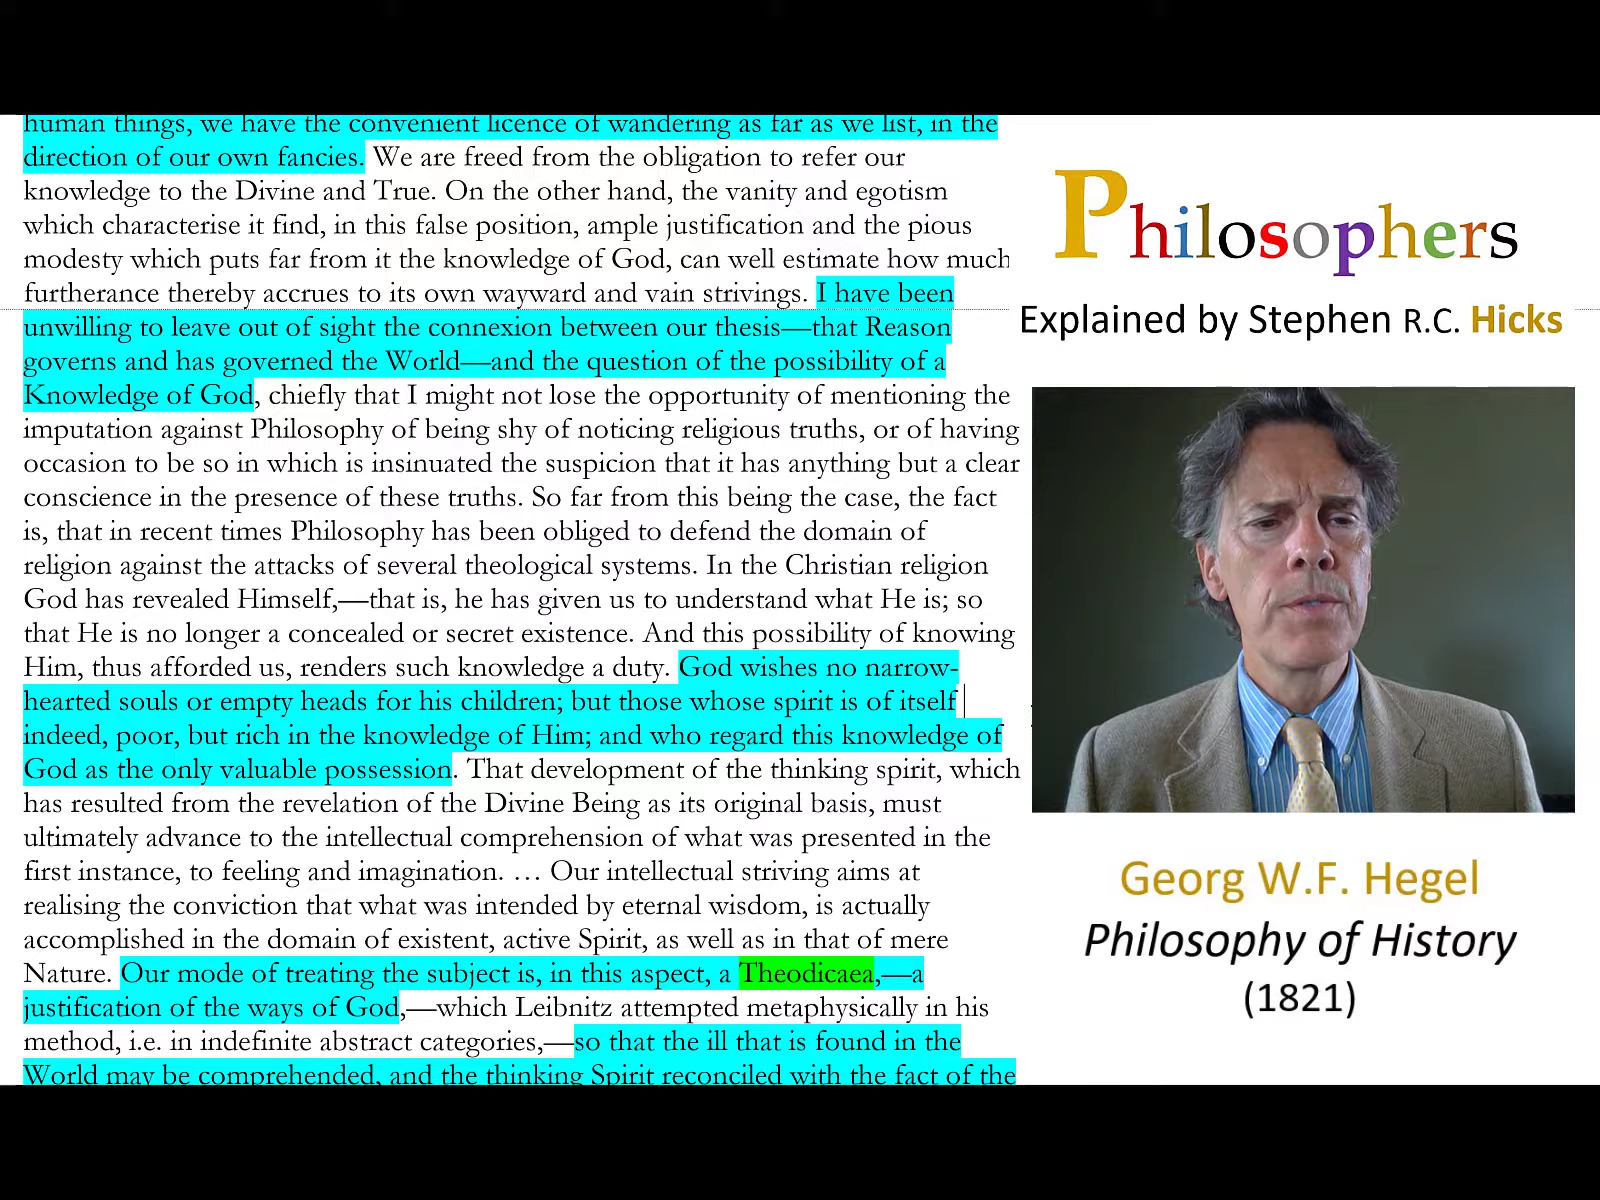 human things, we have the convenient licence of wandering as far as we list, in the
direction of our own fancies. We are freed from the obligation to refer our
knowledge to the Divine and True. On the other hand, the vanity and egotism
which characterise it find, in this false position, ample justification and the pious
modesty which puts far from it the knowledge of God, can well estimate how much
furtherance thereby accrues to its own wayward and vain strivings. I have been
unwilling to leave out of sight the connexion between our thesis—that Reason
governs and has governed the World—and the question of the possibility of a
Knowledge of God, chiefly that I might not lose the opportunity of mentioning the
imputation against Philosophy of being shy of noticing religious truths, or of having
occasion to be so in which is insinuated the suspicion that it has anything but a clear
conscience in the presence of these truths. So far from this being the case, the fact
is, that in recent times Philosophy has been obliged to defend the domain of
religion against the attacks of several theological systems. In the Christian religion
God has revealed Himself,—that is, he has given us to understand what He is; so
that He is no longer a concealed or secret existence. And this possibility of knowing
Him, thus afforded us, renders such knowledge a duty. God wishes no narrow-
hearted souls or empty heads for his children; but those whose spirit is of itself
indeed, poor, but rich in the knowledge of Him; and who regard this knowledge of
God as the only valuable possession. That development of the thinking spirit, which
has resulted from the revelation of the Divine Being as its original basis, must
ultimately advance to the intellectual comprehension of what was presented in the
first instance, to feeling and imagination. … Our intellectual striving aims at
realising the conviction that what was intended by eternal wisdom, is actually
accomplished in the domain of existent, active Spirit, as well as in that of mere
Nature. Our mode of treating the subject is, in this aspect, a Theodicaea,—a
justification of the ways of God,—which Leibnitz attempted metaphysically in his
method, i.e. in indefinite abstract categories,—so that the ill that is found in the
World may be comprehended, and the thinking Spirit reconciled with the fact of the
Philosophers
Explained by Stephen R.C. Hicks
Georg W.F. Hegel
Philosophy of History
(1821)